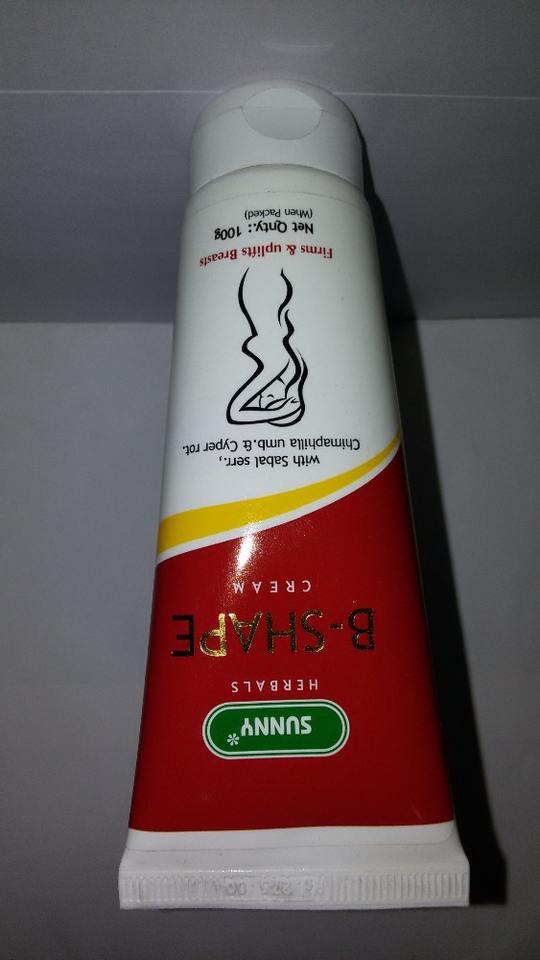 SUNNY
HERBALS
B-SHAPE
CREAM
with Sabal serr.,
Chimaphilla umb.& Cyper rot.
Firms & uplifts Breasts
Net Qnty.: 100g
(When Packed)